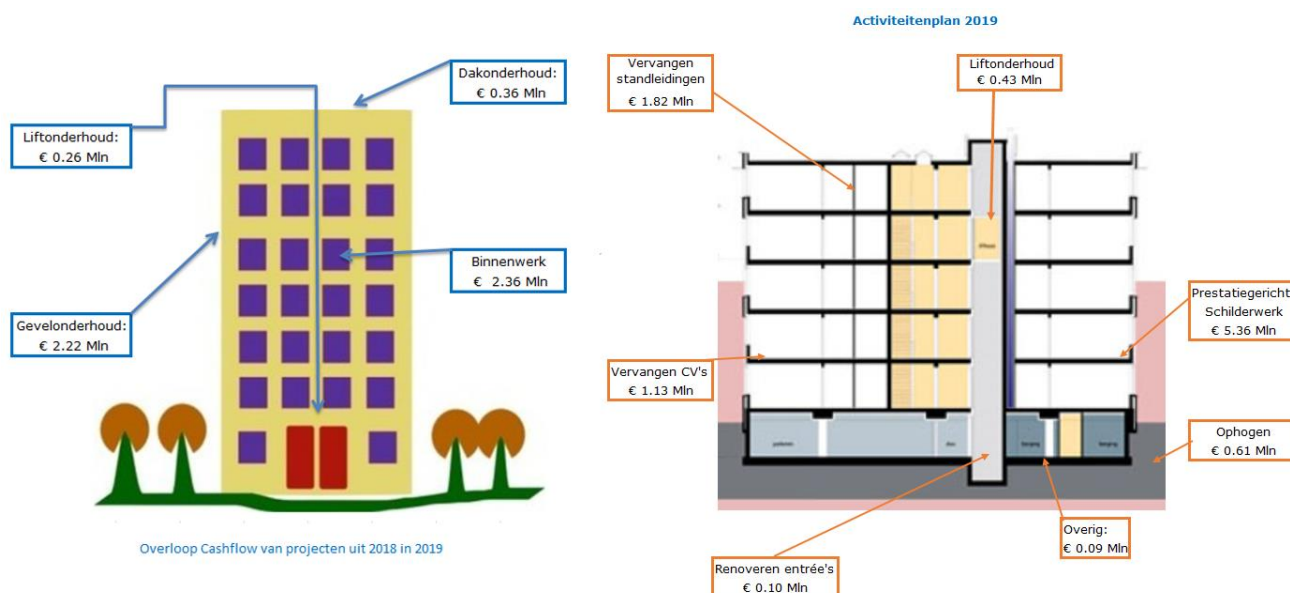 Dakonderhoud:
€ 0.36 Mln
Liftonderhoud:
€ 0.26 Mln
Binnenwerk
€ 2.36 Mln
Gevelonderhoud:
€ 2.22 Mln
Overloop Cashflow van projecten uit 2018 in 2019
Activiteitenplan 2019
Vervangen
standleidingen
€ 1.82 Mln
Liftonderhoud
€ 0.43 Mln
Prestatiegericht
Schilderwerk
€ 5.36 Mln
Vervangen CV's
€ 1.13 Mln
Ophogen
€ 0.61 Mln
Overig:
€ 0.09 Mln
Renoveren entrée's
€ 0.10 Mln